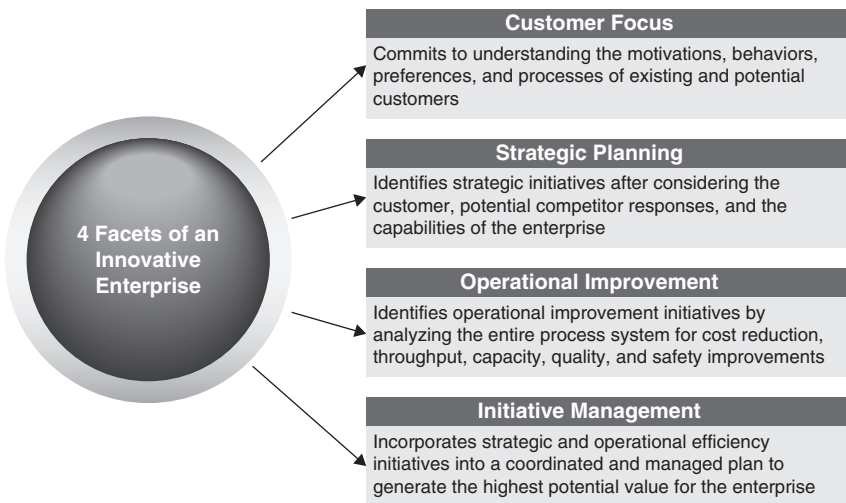 4 Facets of an
Innovative
Enterprise
Customer Focus
Commits to understanding the motivations, behaviors,
preferences, and processes of existing and potential
customers
Strategic Planning
Identifies strategic initiatives after considering the
customer, potential competitor responses, and the
capabilities of the enterprise
Operational Improvement
Identifies operational improvement initiatives by
analyzing the entire process system for cost reduction,
throughput, capacity, quality, and safety improvements
Initiative Management
Incorporates strategic and operational efficiency
initiatives into a coordinated and managed plan to
generate the highest potential value for the enterprise